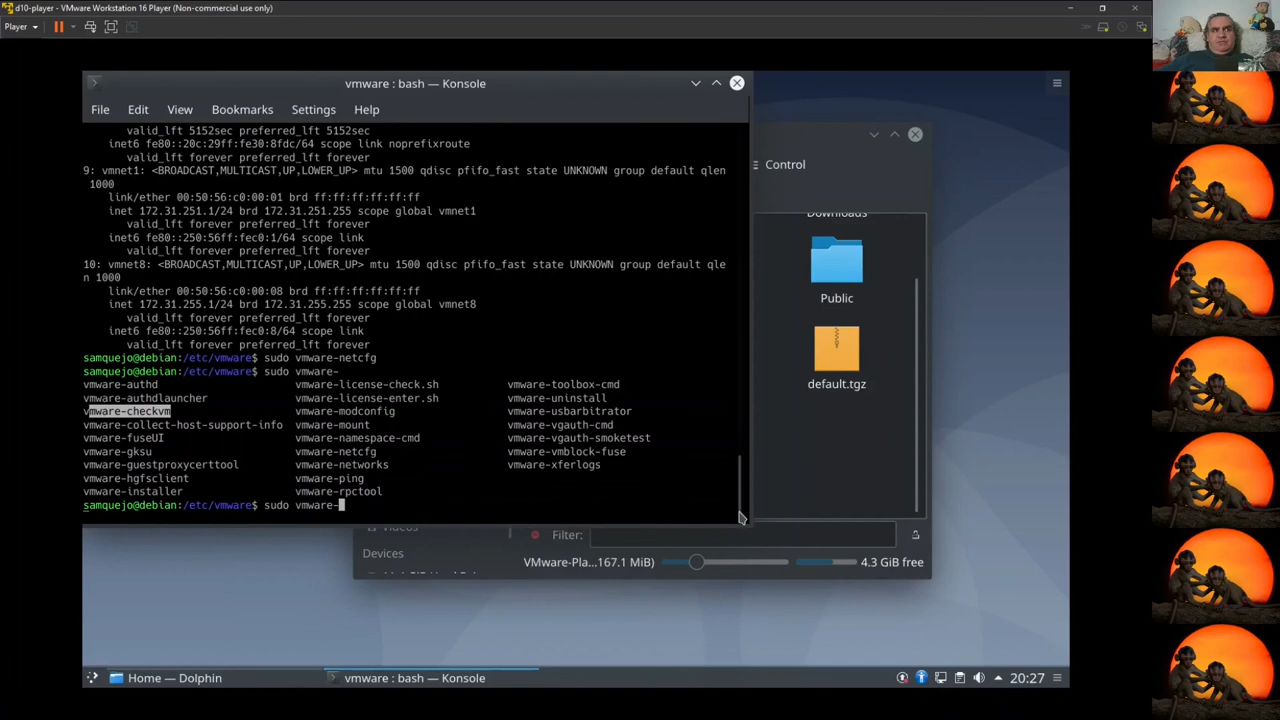 d10-player - VMware Workstation 16 Player (Non-commercial use only)
Player
vmware : bash — Konsole
File Edit View Bookmarks Settings Help
valid_lft 5152sec preferred_lft 5152sec
inet6 fe80::20c:29ff:fe30:8fdc/64 scope link noprefixroute
valid_lft forever preferred_lft forever
9: vmnet1: <BROADCAST,MULTICAST,UP,LOWER_UP> mtu 1500 qdisc pfifo_fast state UNKNOWN group default qlen
1000
link/ether 00:50:56:c0:00:01 brd ff:ff:ff:ff:ff:ff
inet 172.31.251.1/24 brd 172.31.251.255 scope global vmnet1
valid_lft forever preferred_lft forever
inet6 fe80::250:56ff:fec0:1/64 scope link
valid_lft forever preferred_lft forever
10: vmnet8: <BROADCAST,MULTICAST,UP,LOWER_UP> mtu 1500 qdisc pfifo_fast state UNKNOWN group default qle
n 1000
link/ether 00:50:56:c0:00:08 brd ff:ff:ff:ff:ff:ff
inet 172.31.255.1/24 brd 172.31.255.255 scope global vmnet8
valid_lft forever preferred_lft forever
inet6 fe80::250:56ff:fec0:8/64 scope link
valid_lft forever preferred_lft forever
samquejo@debian:/etc/vmware$ sudo vmware-netcfg
samquejo@debian:/etc/vmware$ sudo vmware-
vmware-authd vmware-license-check.sh vmware-toolbox-cmd
vmware-authdlauncher vmware-license-enter.sh vmware-uninstall
vmware-checkvm vmware-modconfig vmware-usbarbitrator
vmware-collect-host-support-info vmware-mount vmware-vgauth-cmd
vmware-fuseUI vmware-namespace-cmd vmware-vgauth-smoketest
vmware-gksu vmware-netcfg vmware-vmblock-fuse
vmware-guestproxycerttool vmware-networks vmware-xferlogs
vmware-hgfsclient vmware-ping
vmware-installer vmware-rpctool
samquejo@debian:/etc/vmware$ sudo vmware-
Control
Downloads
Public
default.tgz
Videos
Filter:
Devices
VMware-Pla...167.1 MiB)
4.3 GiB free
Home — Dolphin
vmware : bash — Konsole
20:27